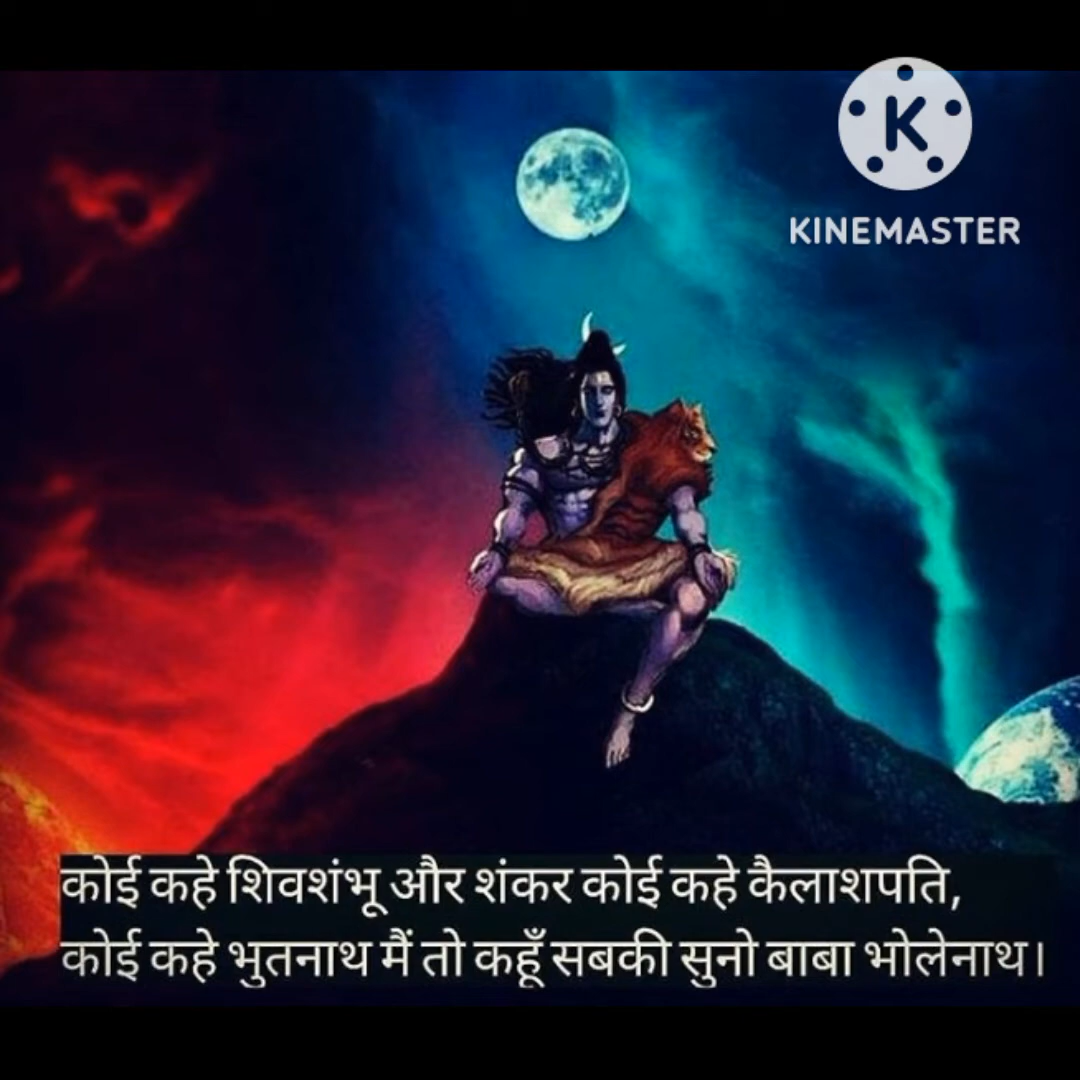 K
KINEMASTER
कोई कहे शिवशंभू और शंकर कोई कहे कैलाशपति,
कोई कहे भुतनाथ मैं तो कहूँ सबकी सुनो बाबा भोलेनाथ।